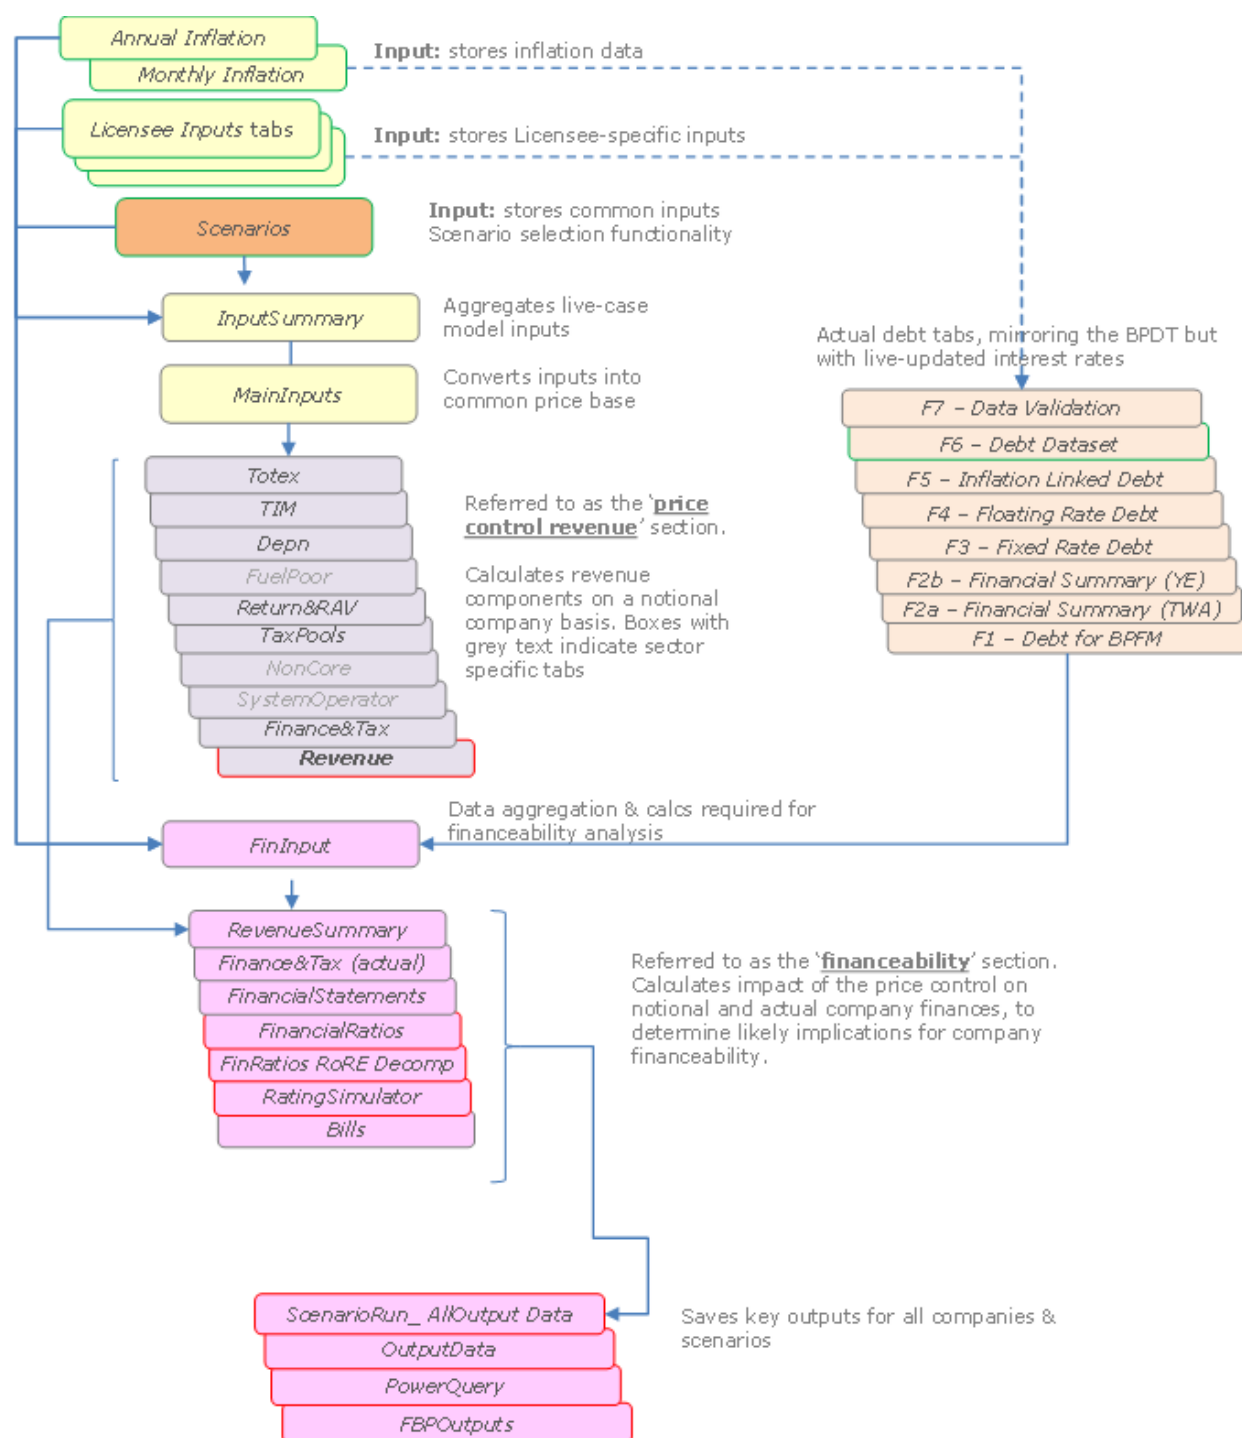 Annual Inflation
Monthly Inflation
Input: stores inflation data
Licensee Inputs tabs
Input: stores Licensee-specific inputs
Scenarios
Input: stores common inputs
Scenario selection functionality
InputSummary
Aggregates live-case
model inputs
MainInputs
Converts inputs into
common price base
Actual debt tabs, mirroring the BPDT but
with live-updated interest rates
F7 – Data Validation
F6 – Debt Dataset
F5 – Inflation Linked Debt
F4 – Floating Rate Debt
F3 – Fixed Rate Debt
F2b – Financial Summary (YE)
F2a – Financial Summary (TWA)
F1 – Debt for BPFM
Totex
TIM
Depn
FuelPoor
Return&RAV
TaxPools
NonCore
SystemOperator
Finance&Tax
Revenue
Referred to as the ‘price
control revenue’ section.
Calculates revenue
components on a notional
company basis. Boxes with
grey text indicate sector
specific tabs
Data aggregation & calcs required for
financeability analysis
FinInput
RevenueSummary
Finance&Tax (actual)
FinancialStatements
FinancialRatios
FinRatios RoRE Decomp
RatingSimulator
Bills
Referred to as the ‘financeability’ section.
Calculates impact of the price control on
notional and actual company finances, to
determine likely implications for company
financeability.
ScenarioRun_ AllOutput Data
OutputData
PowerQuery
FBPOutputs
Saves key outputs for all companies &
scenarios